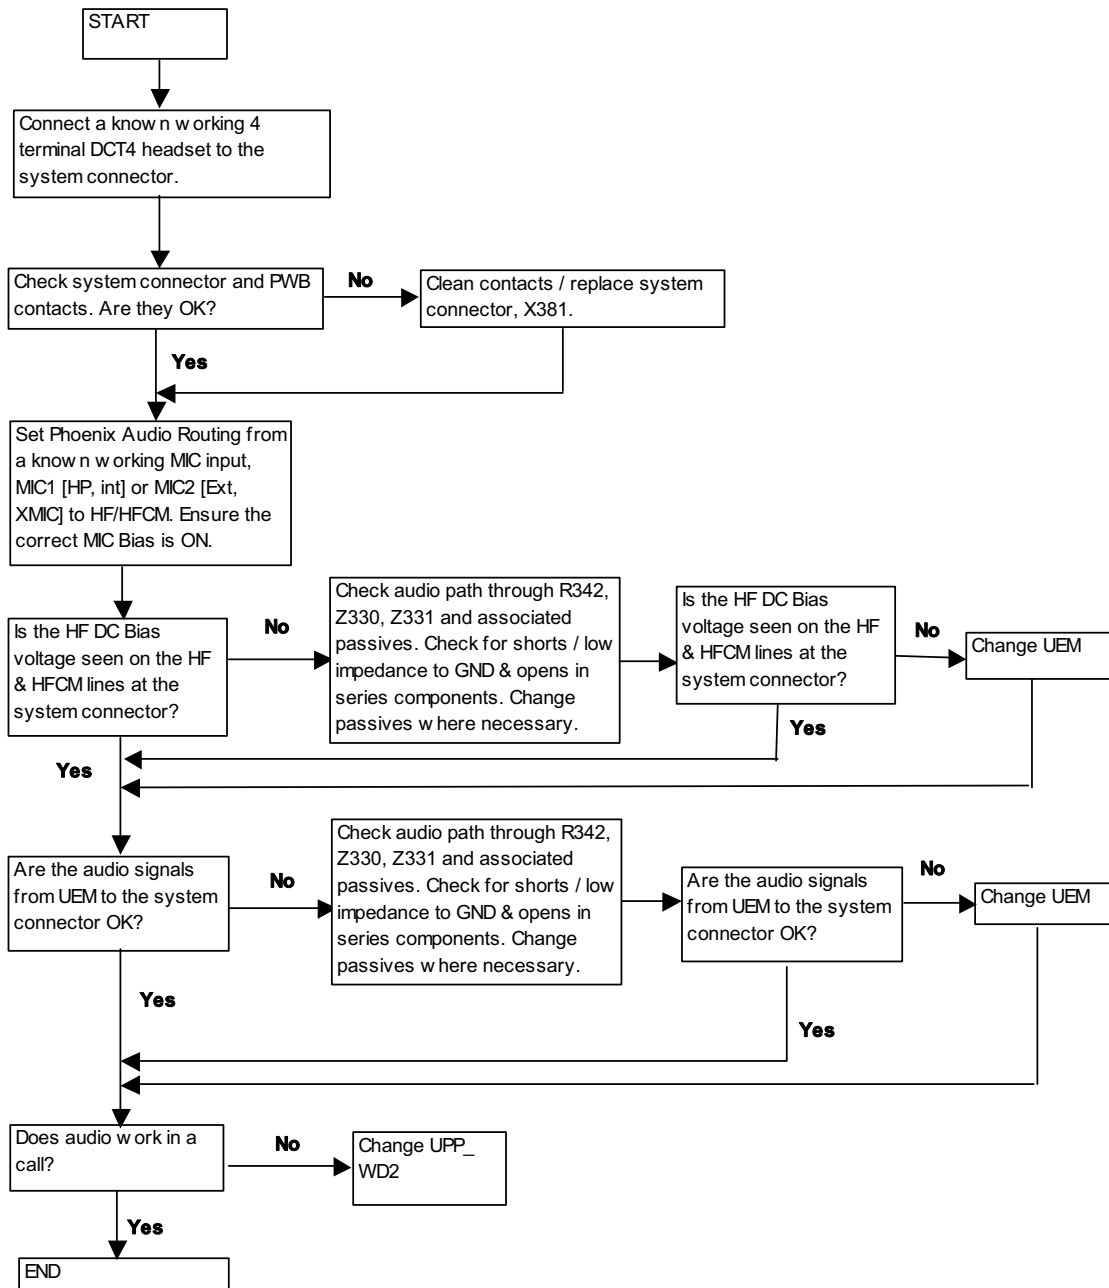 START
Connect a known working 4
terminal DCT4 headset to the
system connector.
Check system connector and PWB
contacts. Are they OK?
No
Clean contacts / replace system
connector, X381.
Yes
Set Phoenix Audio Routing from
a known working MIC input,
MIC1 [HP, int] or MIC2 [Ext,
XMIC] to HF/HFCM. Ensure the
correct MIC Bias is ON.
Is the HF DC Bias
voltage seen on the HF
& HFCM lines at the
system connector?
No
Check audio path through R342,
Z330, Z331 and associated
passives. Check for shorts / low
impedance to GND & opens in
series components. Change
passives where necessary.
Is the HF DC Bias
voltage seen on the HF
& HFCM lines at the
system connector?
No
Change UEM
Yes
Yes
Are the audio signals
from UEM to the system
connector OK?
No
Check audio path through R342,
Z330, Z331 and associated
passives. Check for shorts / low
impedance to GND & opens in
series components. Change
passives where necessary.
Are the audio signals
from UEM to the system
connector OK?
No
Change UEM
Yes
Yes
Does audio work in a
call?
No
Change UPP_
WD2
Yes
END